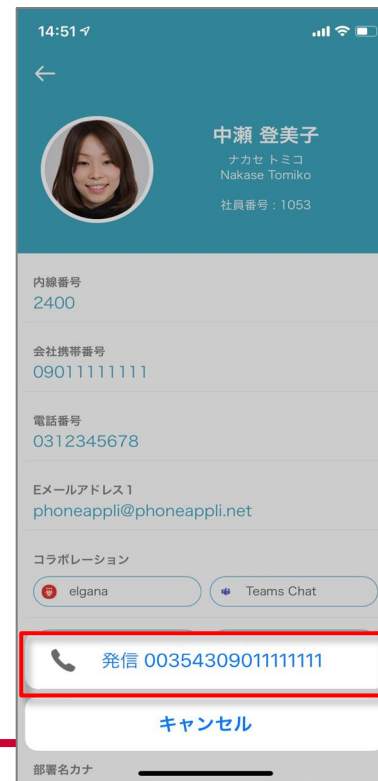 14:51
中瀬 登美子
ナカセ トミコ
Nakase Tomiko
社員番号 : 1053
内線番号
2400
会社携帯番号
09011111111
電話番号
0312345678
Eメールアドレス1
phoneappli@phoneappli.net
コラボレーション
elgana
Teams Chat
発信 00354309011111111
キャンセル
部署名カナ